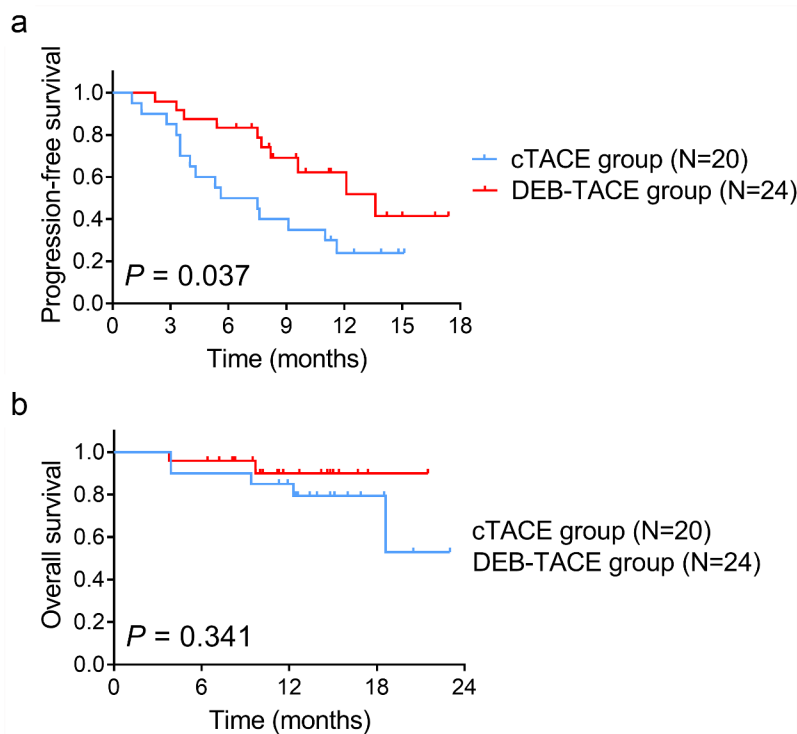 a
Progression-free survival
1.0
0.8
0.6
0.4
0.2
0.0
P = 0.037
0 3 6 9 12 15 18
Time (months)
cTACE group (N=20)
DEB-TACE group (N=24)
b
Overall survival
1.0
0.8
0.6
0.4
0.2
0.0
P = 0.341
0 6 12 18 24
Time (months)
cTACE group (N=20)
DEB-TACE group (N=24)